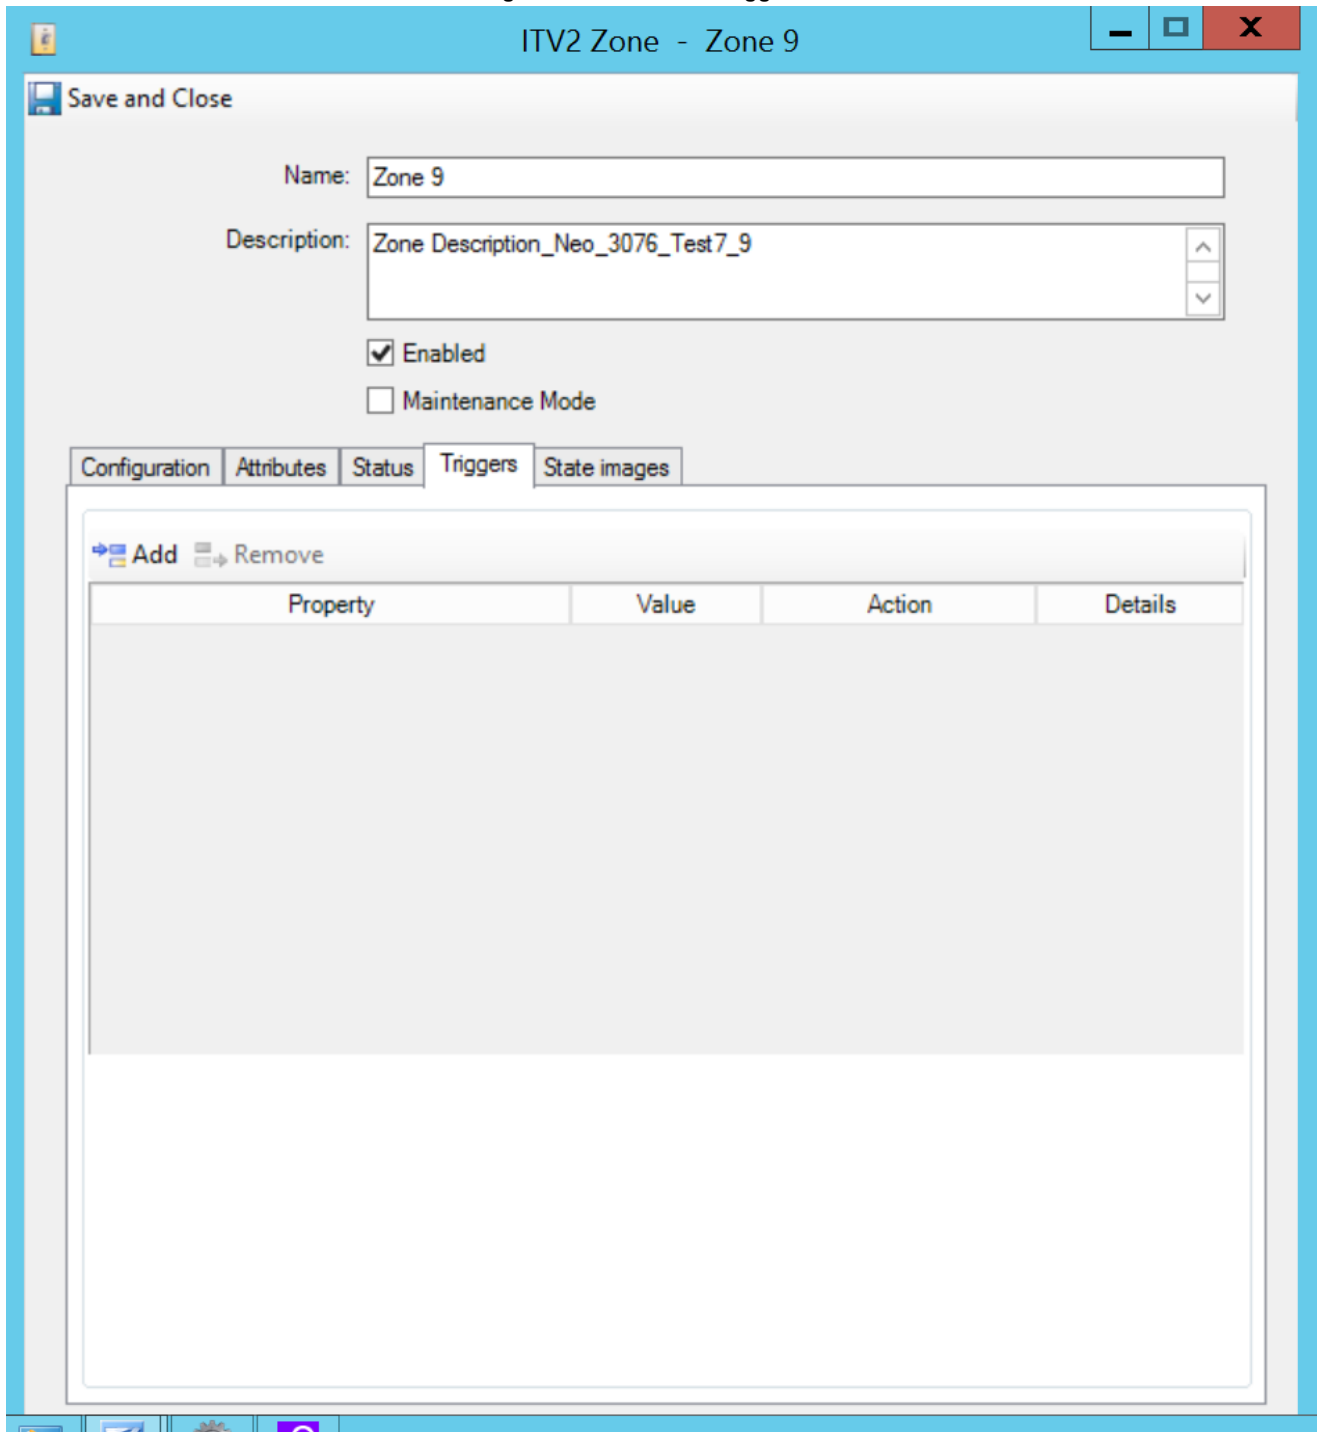 ITV2 Zone - Zone 9
Save and Close
Name: Zone 9
Description: Zone Description_Neo_3076_Test7_9
Enabled
Maintenance Mode
Configuration Attributes Status Triggers State images
Add Remove
Property Value Action Details